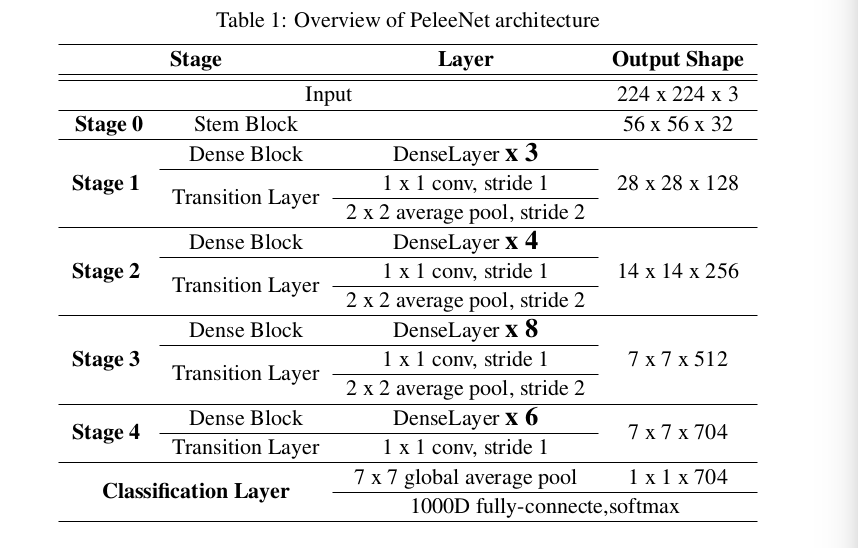 Table 1: Overview of PeleeNet architecture
Stage Layer Output Shape
Input 224 x 224 x 3
Stage 0 Stem Block 56 x 56 x 32
Dense Block DenseLayer x 3
Stage 1 Transition Layer 1 x 1 conv, stride 1 28 x 28 x 128
2 x 2 average pool, stride 2
Dense Block DenseLayer x 4
Stage 2 Transition Layer 1 x 1 conv, stride 1 14 x 14 x 256
2 x 2 average pool, stride 2
Dense Block DenseLayer x 8
Stage 3 Transition Layer 1 x 1 conv, stride 1 7 x 7 x 512
2 x 2 average pool, stride 2
Stage 4 Dense Block DenseLayer x 6 7 x 7 x 704
Transition Layer 1 x 1 conv, stride 1
Classification Layer 7 x 7 global average pool 1 x 1 x 704
1000D fully-connecte,softmax